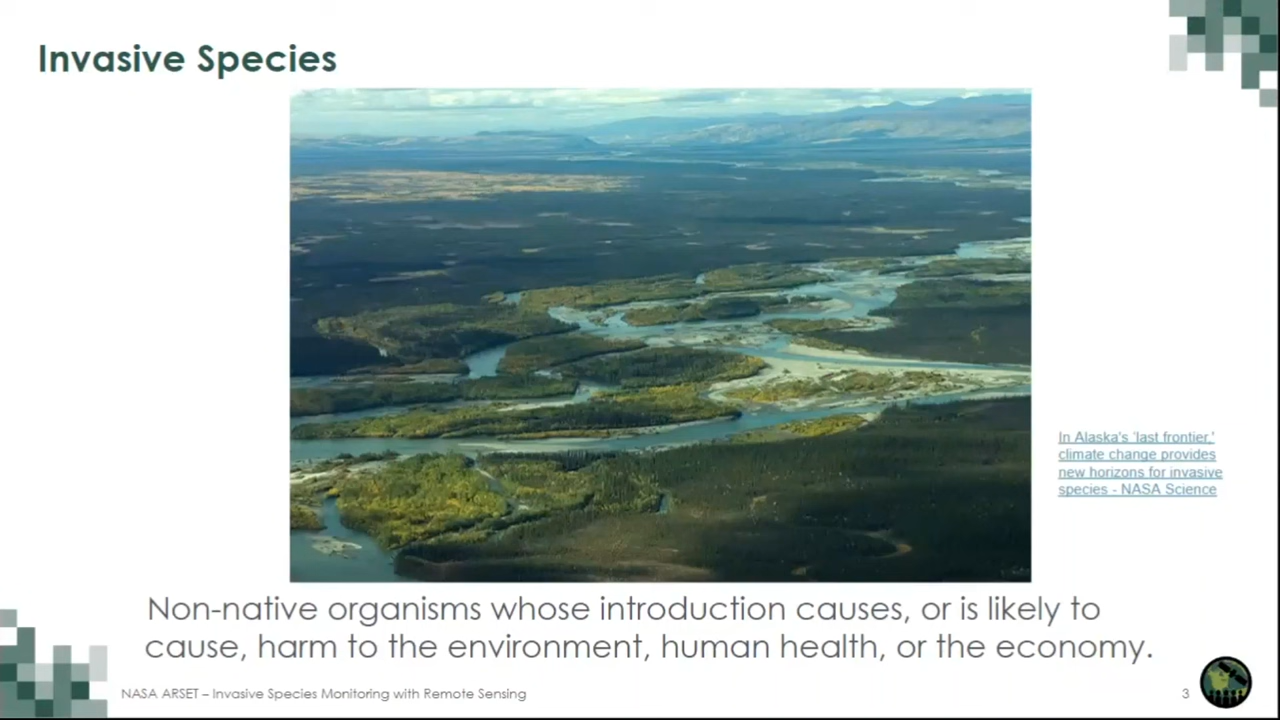 Invasive Species
In Alaska's 'last frontier,'
climate change provides
new horizons for invasive
species - NASA Science
Non-native organisms whose introduction causes, or is likely to
cause, harm to the environment, human health, or the economy.
NASA ARSET – Invasive Species Monitoring with Remote Sensing
3